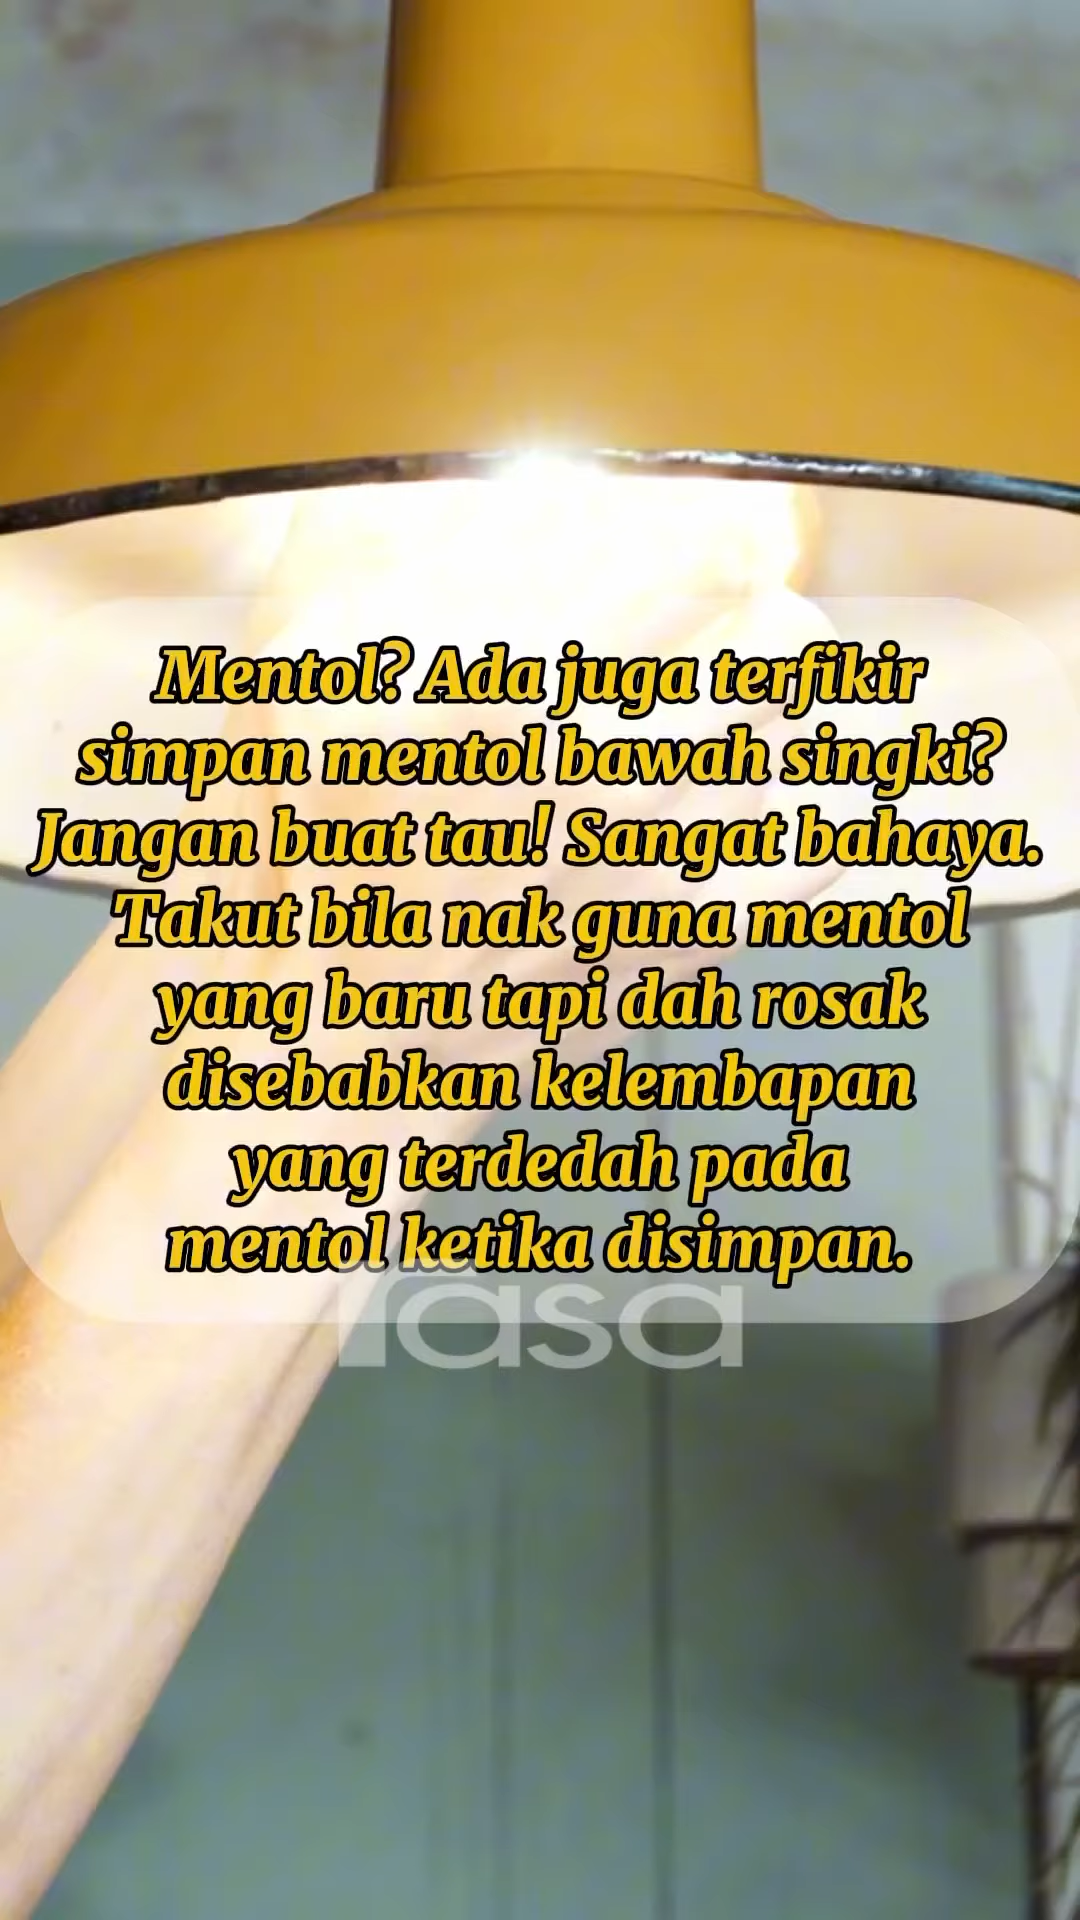 Mentol? Ada juga terfikir
simpan mentol bawah singki?
Jangan buat tau! Sangat bahaya.
Takut bila nak guna mentol
yang baru tapi dah rosak
disebabkan kelembapan
yang terdedah pada
mentol ketika disimpan.
rasa